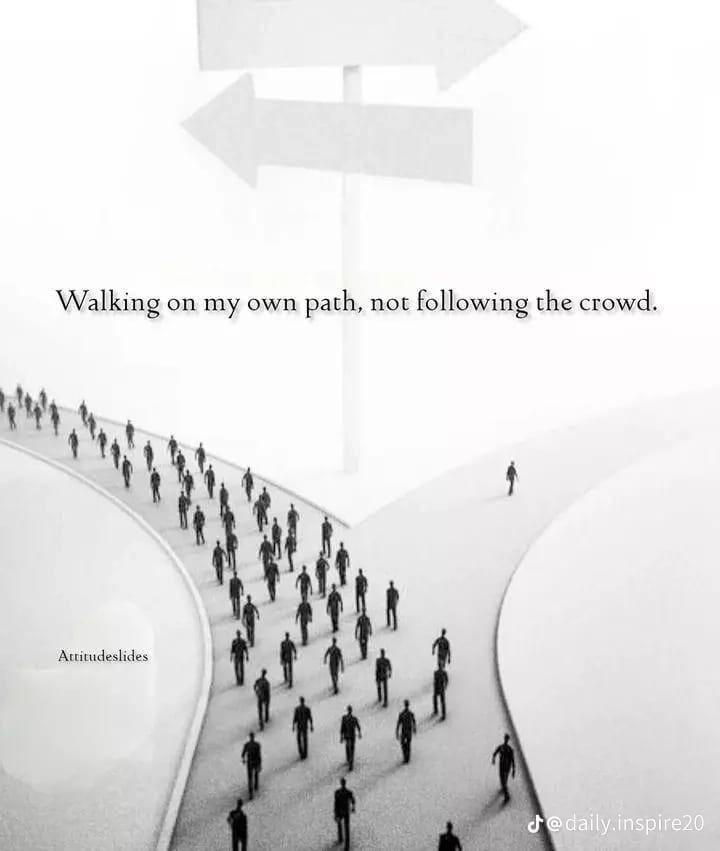 Walking on my own path, not following the crowd.
Attitudeslides
@daily.inspire20